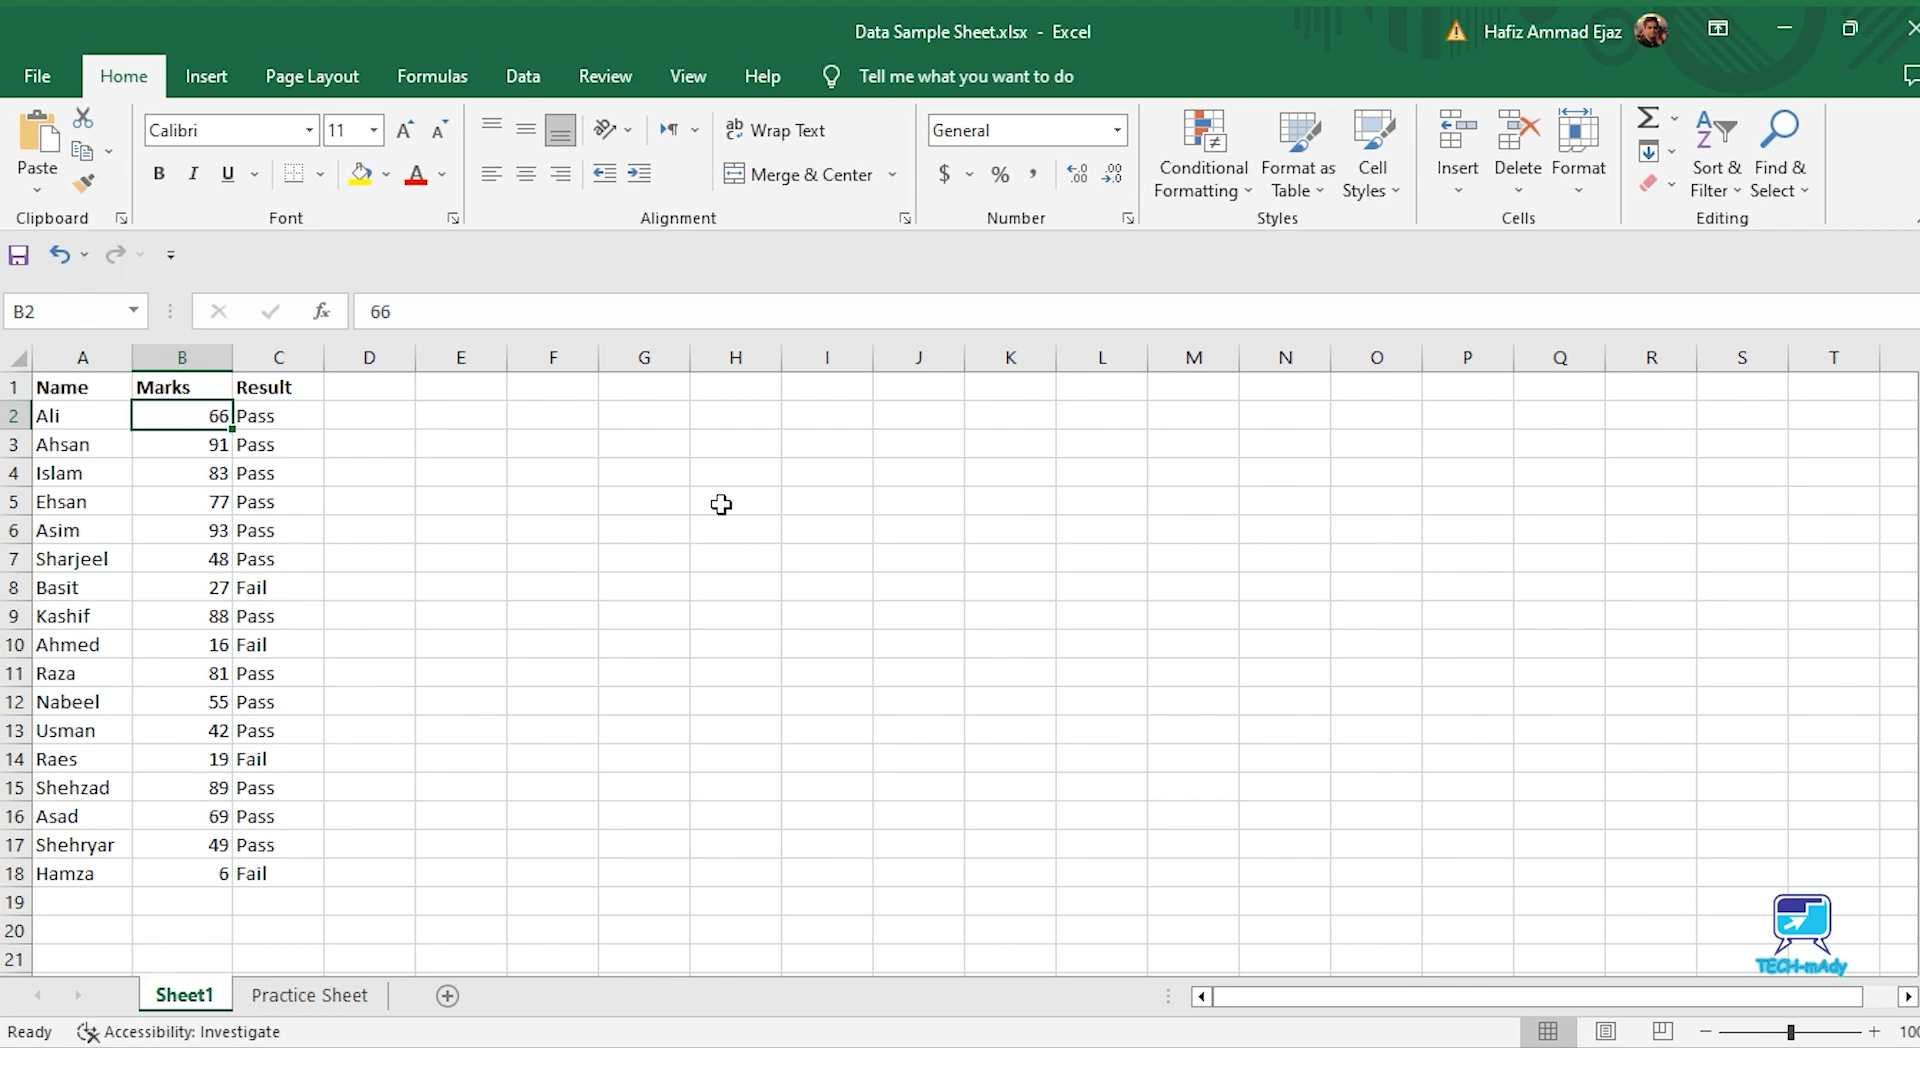 Data Sample Sheet.xlsx - Excel
Hafiz Ammad Ejaz
File Home Insert Page Layout Formulas Data Review View Help Tell me what you want to do
Calibri 11 ab Wrap Text General
Paste B I U A Merge & Center $ % , Conditional Formatting Format as Table Cell Styles Insert Delete Format Sort & Filter Find & Select
Clipboard Font Alignment Number Styles Cells Editing
B2 fx 66
A B C D E F G H I J K L M N O P Q R S T
1 Name Marks Result
2 Ali 66 Pass
3 Ahsan 91 Pass
4 Islam 83 Pass
5 Ehsan 77 Pass
6 Asim 93 Pass
7 Sharjeel 48 Pass
8 Basit 27 Fail
9 Kashif 88 Pass
10 Ahmed 16 Fail
11 Raza 81 Pass
12 Nabeel 55 Pass
13 Usman 42 Pass
14 Raes 19 Fail
15 Shehzad 89 Pass
16 Asad 69 Pass
17 Shehryar 49 Pass
18 Hamza 6 Fail
19
20
21
TECH-mAdy
Sheet1 Practice Sheet
Ready Accessibility: Investigate